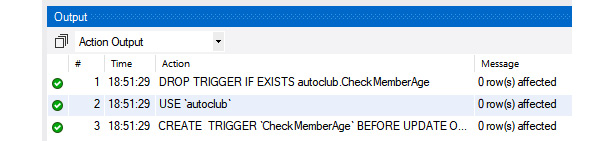 Output
Action Output
# Time Action Message
1 18:51:29 DROP TRIGGER IF EXISTS autoclub.CheckMemberAge 0 row(s) affected
2 18:51:29 USE `autoclub` 0 row(s) affected
3 18:51:29 CREATE TRIGGER `CheckMemberAge` BEFORE UPDATE O... 0 row(s) affected